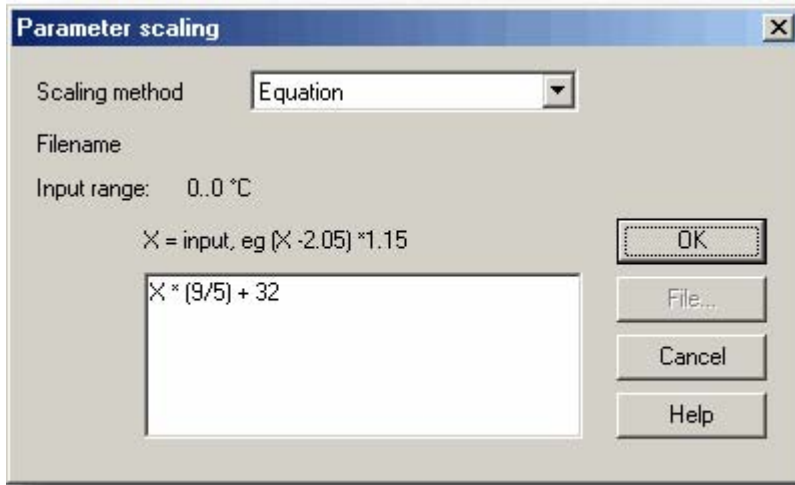 Parameter scaling
Scaling method Equation
Filename
Input range: 0..0 °C
X = input, eg (X -2.05) *1.15
OK
X * (9/5) + 32
File...
Cancel
Help